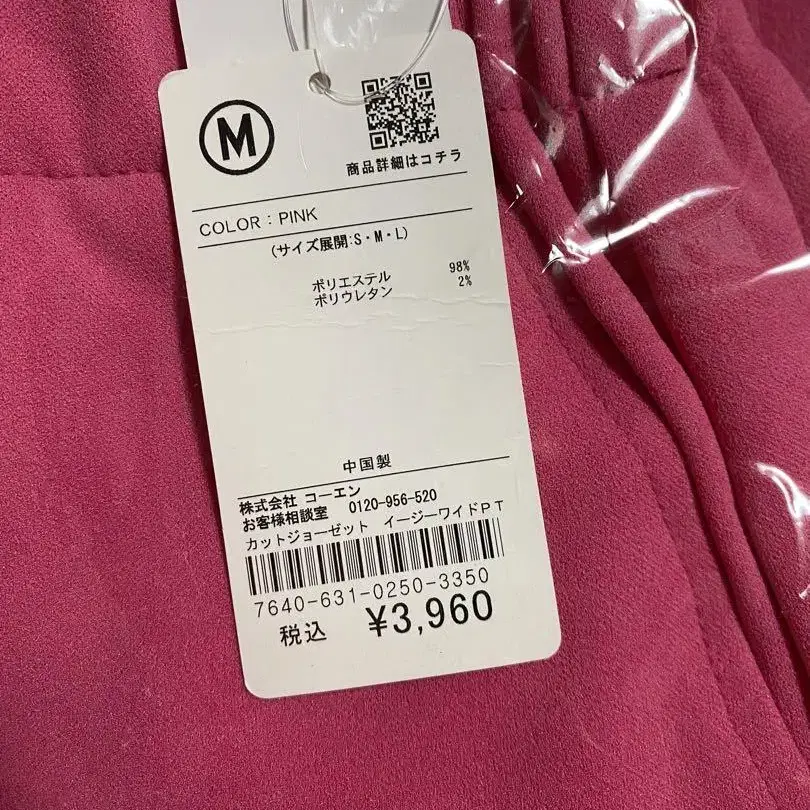 M
商品詳細はコチラ
COLOR：PINK
(サイズ展開:S・M・L)
ポリエステル 98%
ポリウレタン 2%
中国製
株式会社 コーエン
お客様相談室 0120-956-520
カットジョーゼット イージーワイドPT
7640-631-0250-3350
税込 ¥3,960